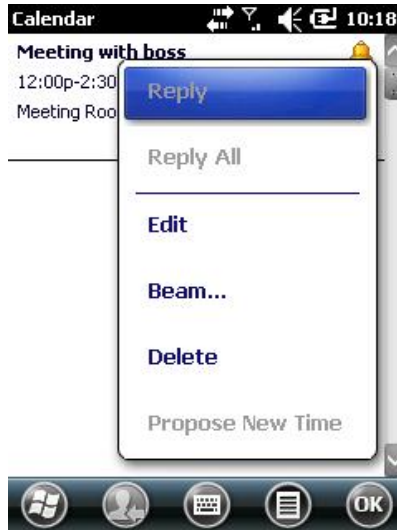 Calendar 10:18
Meeting with boss
12:00p-2:30
Meeting Roo
Reply
Reply All
Edit
Beam...
Delete
Propose New Time
OK